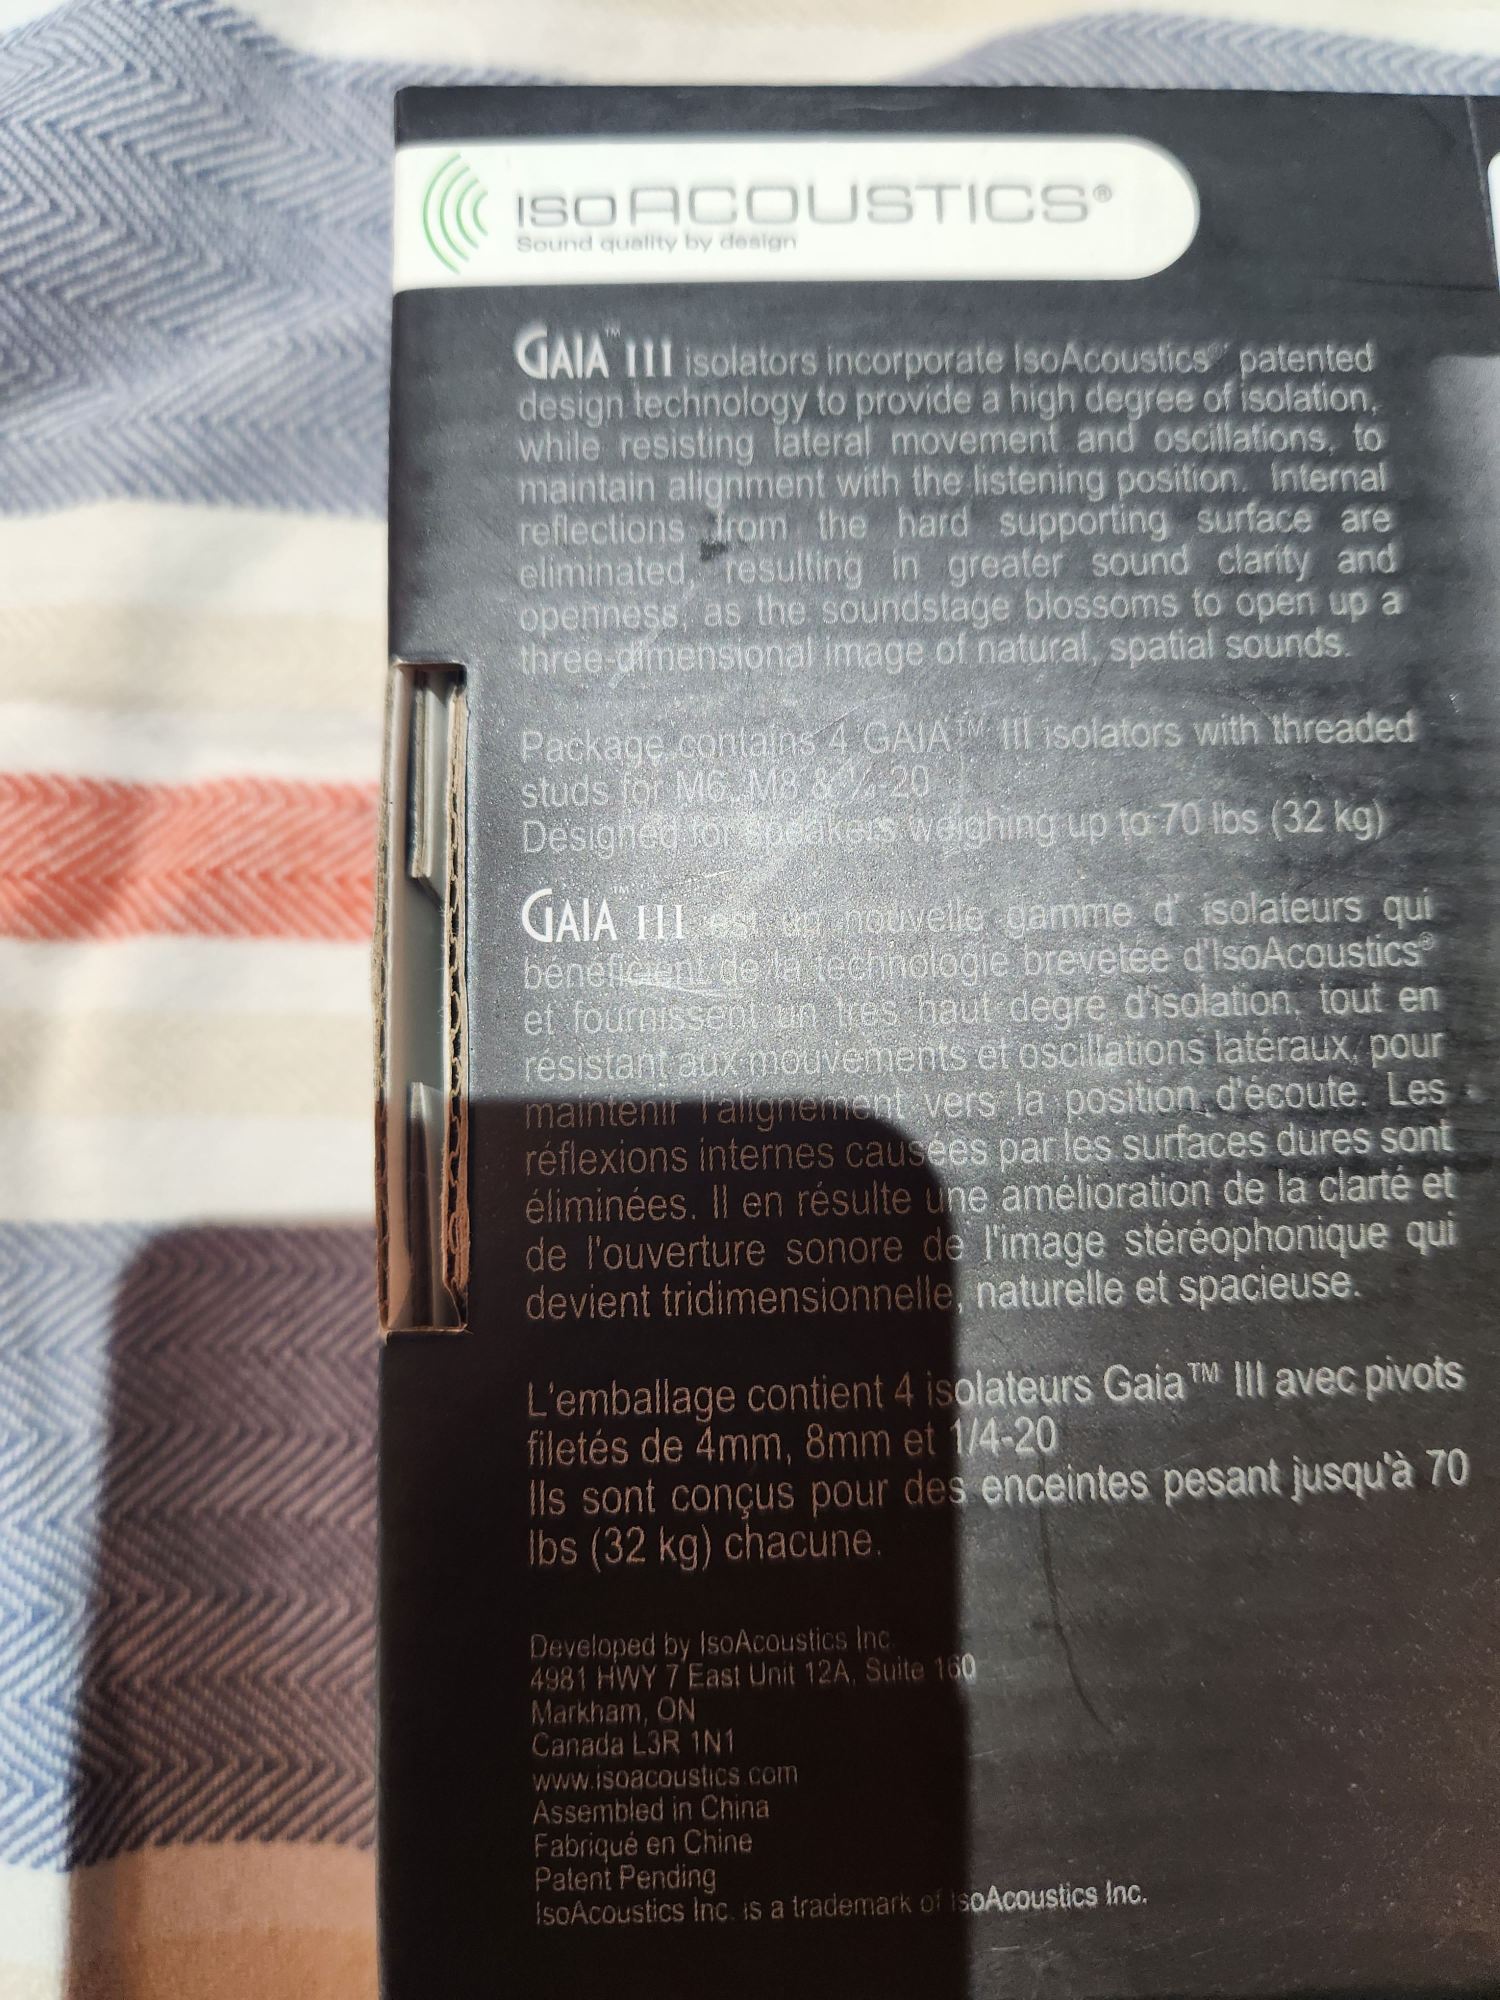 isoACOUSTICS®
Sound quality by design
GAIA™ III isolators incorporate IsoAcoustics® patented
design technology to provide a high degree of isolation,
while resisting lateral movement and oscillations, to
maintain alignment with the listening position. Internal
reflections from the hard supporting surface are
eliminated, resulting in greater sound clarity and
openness, as the soundstage blossoms to open up a
three-dimensional image of natural, spatial sounds.
Package contains 4 GAIA™ III isolators with threaded
studs for M6, M8 & ¼-20
Designed for speakers weighing up to 70 lbs (32 kg)
GAIA™ III est un nouvelle gamme d' isolateurs qui
bénéficient de la technologie brevetée d'IsoAcoustics®
et fournissent un très haut degré d'isolation, tout en
résistant aux mouvements et oscillations latéraux, pour
maintenir l'alignement vers la position d'écoute. Les
réflexions internes causées par les surfaces dures sont
éliminées. Il en résulte une amélioration de la clarté et
de l'ouverture sonore de l'image stéréophonique qui
devient tridimensionnelle, naturelle et spacieuse.
L'emballage contient 4 isolateurs Gaia™ III avec pivots
filetés de 4mm, 8mm et 1/4-20
Ils sont conçus pour des enceintes pesant jusqu'à 70
lbs (32 kg) chacune.
Developed by IsoAcoustics Inc.
4981 HWY 7 East Unit 12A, Suite 160
Markham, ON
Canada L3R 1N1
www.isoacoustics.com
Assembled in China
Fabriqué en Chine
Patent Pending
IsoAcoustics Inc. is a trademark of IsoAcoustics Inc.